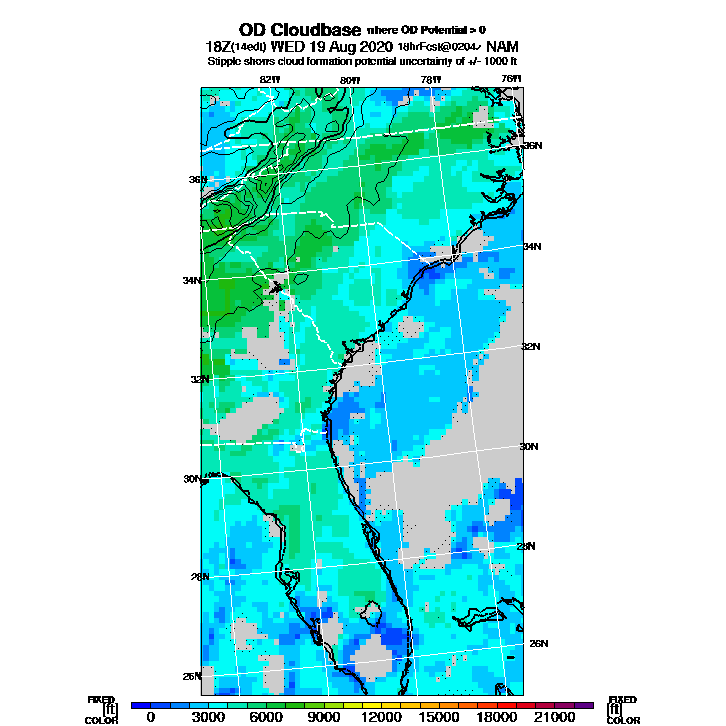 OD Cloudbase where OD Potential > 0
18Z(14edt) WED 19 Aug 2020 18hrFcst@0204z NAM
Stipple shows cloud formation potential uncertainty of +/- 1000 ft
82W 80W 78W 76W
36N
36N
34N
34N
32N
32N
30N
30N
28N
28N
26N
26N
FIXED FIXED
[ft] [ft]
COLOR COLOR
0 3000 6000 9000 12000 15000 18000 21000